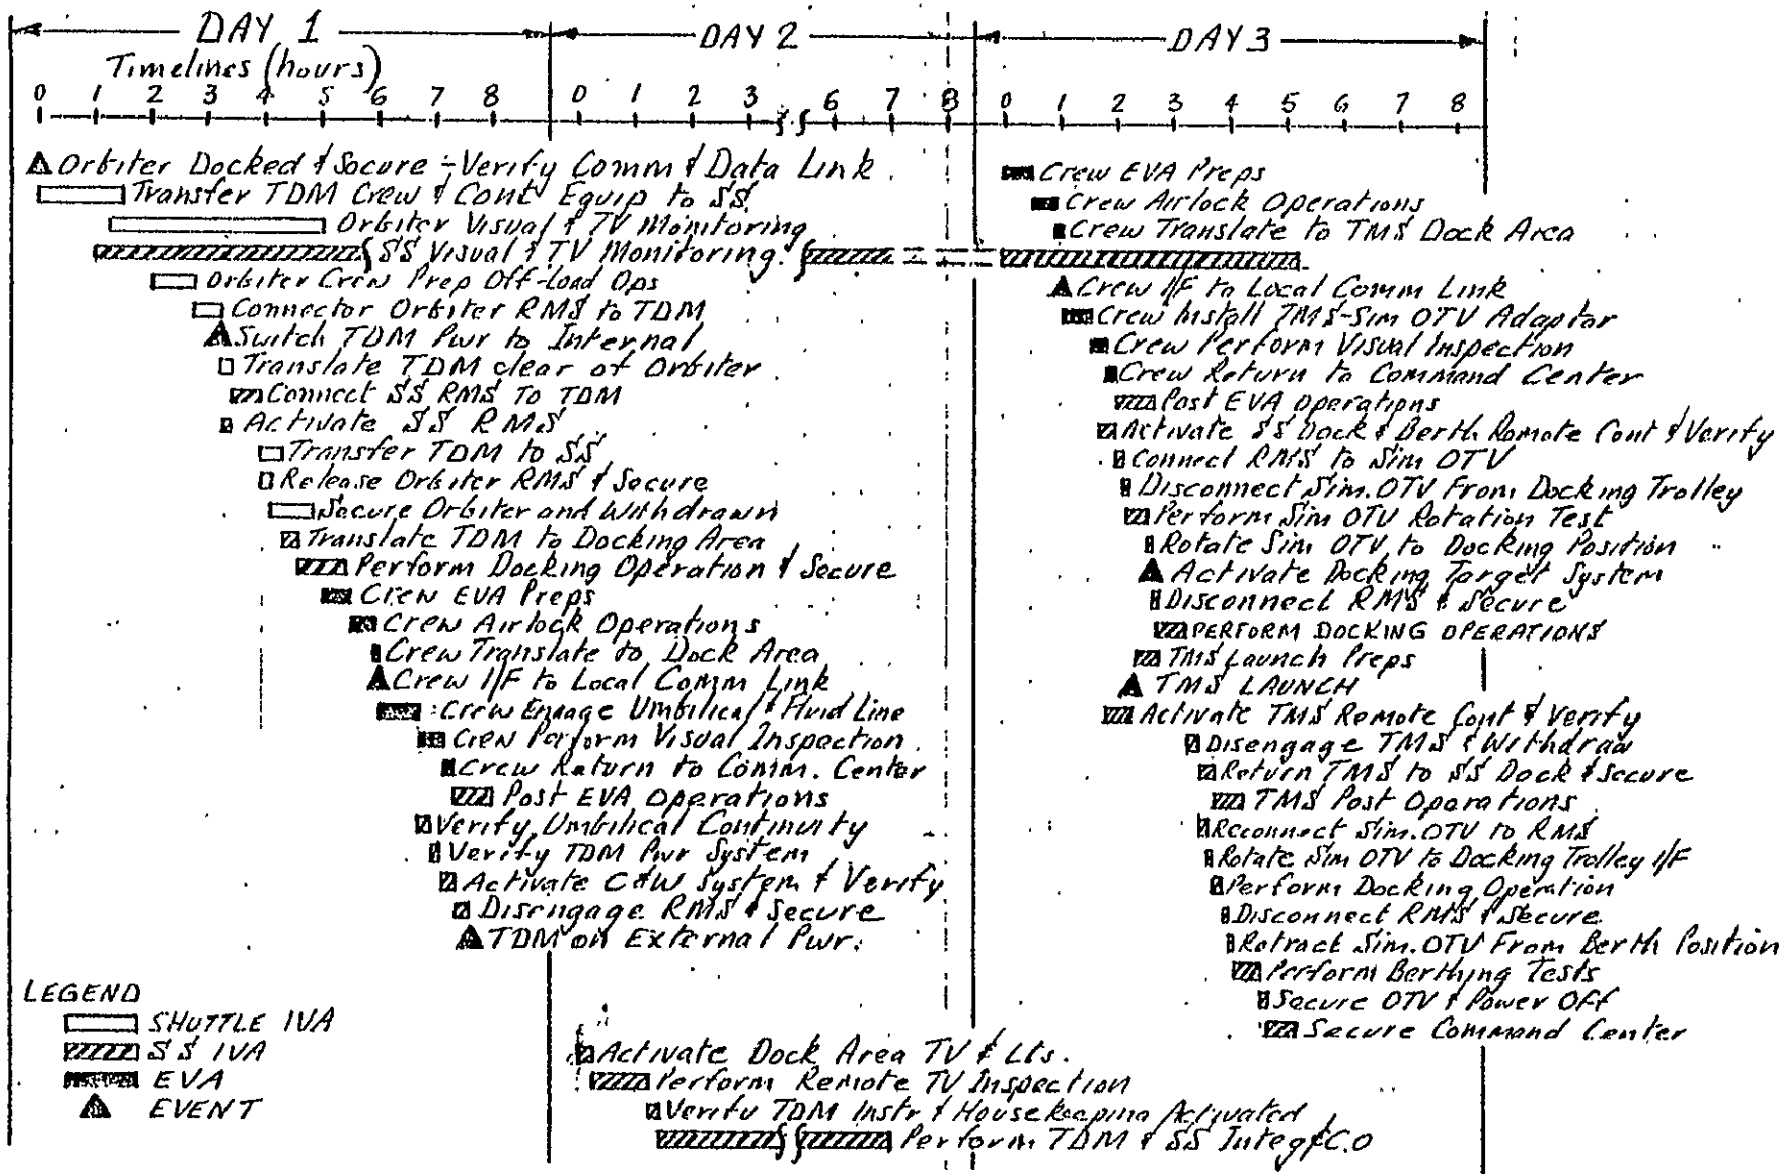 DAY 1 DAY 2 DAY 3
Timelines (hours)
0 1 2 3 4 5 6 7 8 0 1 2 3 6 7 8 0 1 2 3 4 5 6 7 8
Orbiter Docked & Secure - Verify Comm & Data Link
Transfer TDM Crew & Cont Equip to SS
Orbiter Visual & TV Monitoring
SS Visual & TV Monitoring
Orbiter Crew Prep Off-load Ops
Connector Orbiter RMS to TDM
Switch TDM Pwr to Internal
Translate TDM clear of Orbiter
Connect SS RMS To TDM
Activate SS RMS
Transfer TDM to SS
Release Orbiter RMS & Secure
Secure Orbiter and Withdrawn
Translate TDM to Docking Area
Perform Docking Operation & Secure
Crew EVA Preps
Crew Airlock Operations
Crew Translate to Dock Area
Crew I/F to Local Comm Link
Crew Engage Umbilical & Fluid Line
Crew Perform Visual Inspection
Crew Return to Comm. Center
Post EVA Operations
Verify Umbilical Continuity
Verify TDM Pwr System
Activate C&W System & Verify
Disengage RMS & Secure
TDM on External Pwr.
Activate Dock Area TV & Lts.
Perform Remote TV Inspection
Verify TDM Instr & Housekeeping Activated
Perform TDM & SS Integ/C.O
Crew EVA Preps
Crew Airlock Operations
Crew Translate to TMS Dock Area
Crew I/F to Local Comm Link
Crew Install TMS-Sim OTV Adaptor
Crew Perform Visual Inspection
Crew Return to Command Center
Post EVA Operations
Activate SS Dock & Berth Remote Cont & Verify
Connect RMS to Sim OTV
Disconnect Sim. OTV From Docking Trolley
Perform Sim OTV Rotation Test
Rotate Sim OTV to Docking Position
Activate Docking Target System
Disconnect RMS & Secure
PERFORM DOCKING OPERATIONS
TMS Launch Preps
TMS LAUNCH
Activate TMS Remote Cont & Verify
Disengage TMS & Withdraw
Return TMS to SS Dock & Secure
TMS Post Operations
Reconnect Sim. OTV to RMS
Rotate Sim OTV to Docking Trolley I/F
Perform Docking Operation
Disconnect RMS & Secure
Retract Sim. OTV From Berth Position
Perform Berthing Tests
Secure OTV & Power Off
Secure Command Center
LEGEND
SHUTTLE IVA
SS IVA
EVA
EVENT